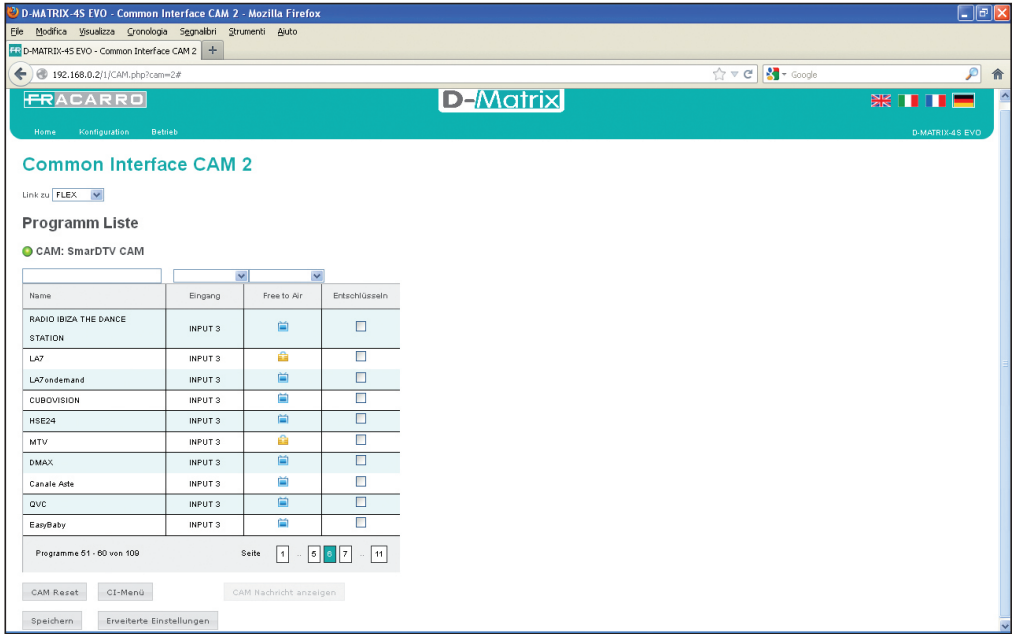 D-MATRIX-4S EVO - Common Interface CAM 2 - Mozilla Firefox
File Modifica Visualizza Cronologia Segnalibri Strumenti Aiuto
FR D-MATRIX-4S EVO - Common Interface CAM 2 +
192.168.0.2/1/CAM.php?cam=2# Google
FRACARRO D-Matrix
Home Konfiguration Betrieb D-MATRIX-4S EVO
Common Interface CAM 2
Link zu FLEX
Programm Liste
CAM: SmarDTV CAM
Name Eingang Free to Air Entschlüsseln
RADIO IBIZA THE DANCE
STATION INPUT 3
LA7 INPUT 3
LA7ondemand INPUT 3
CUBOVISION INPUT 3
HSE24 INPUT 3
MTV INPUT 3
DMAX INPUT 3
Canale Aste INPUT 3
QVC INPUT 3
EasyBaby INPUT 3
Programme 51 - 60 von 109 Seite 1 .. 5 6 7 .. 11
CAM Reset CI-Menü CAM Nachricht anzeigen
Speichern Erweiterte Einstellungen